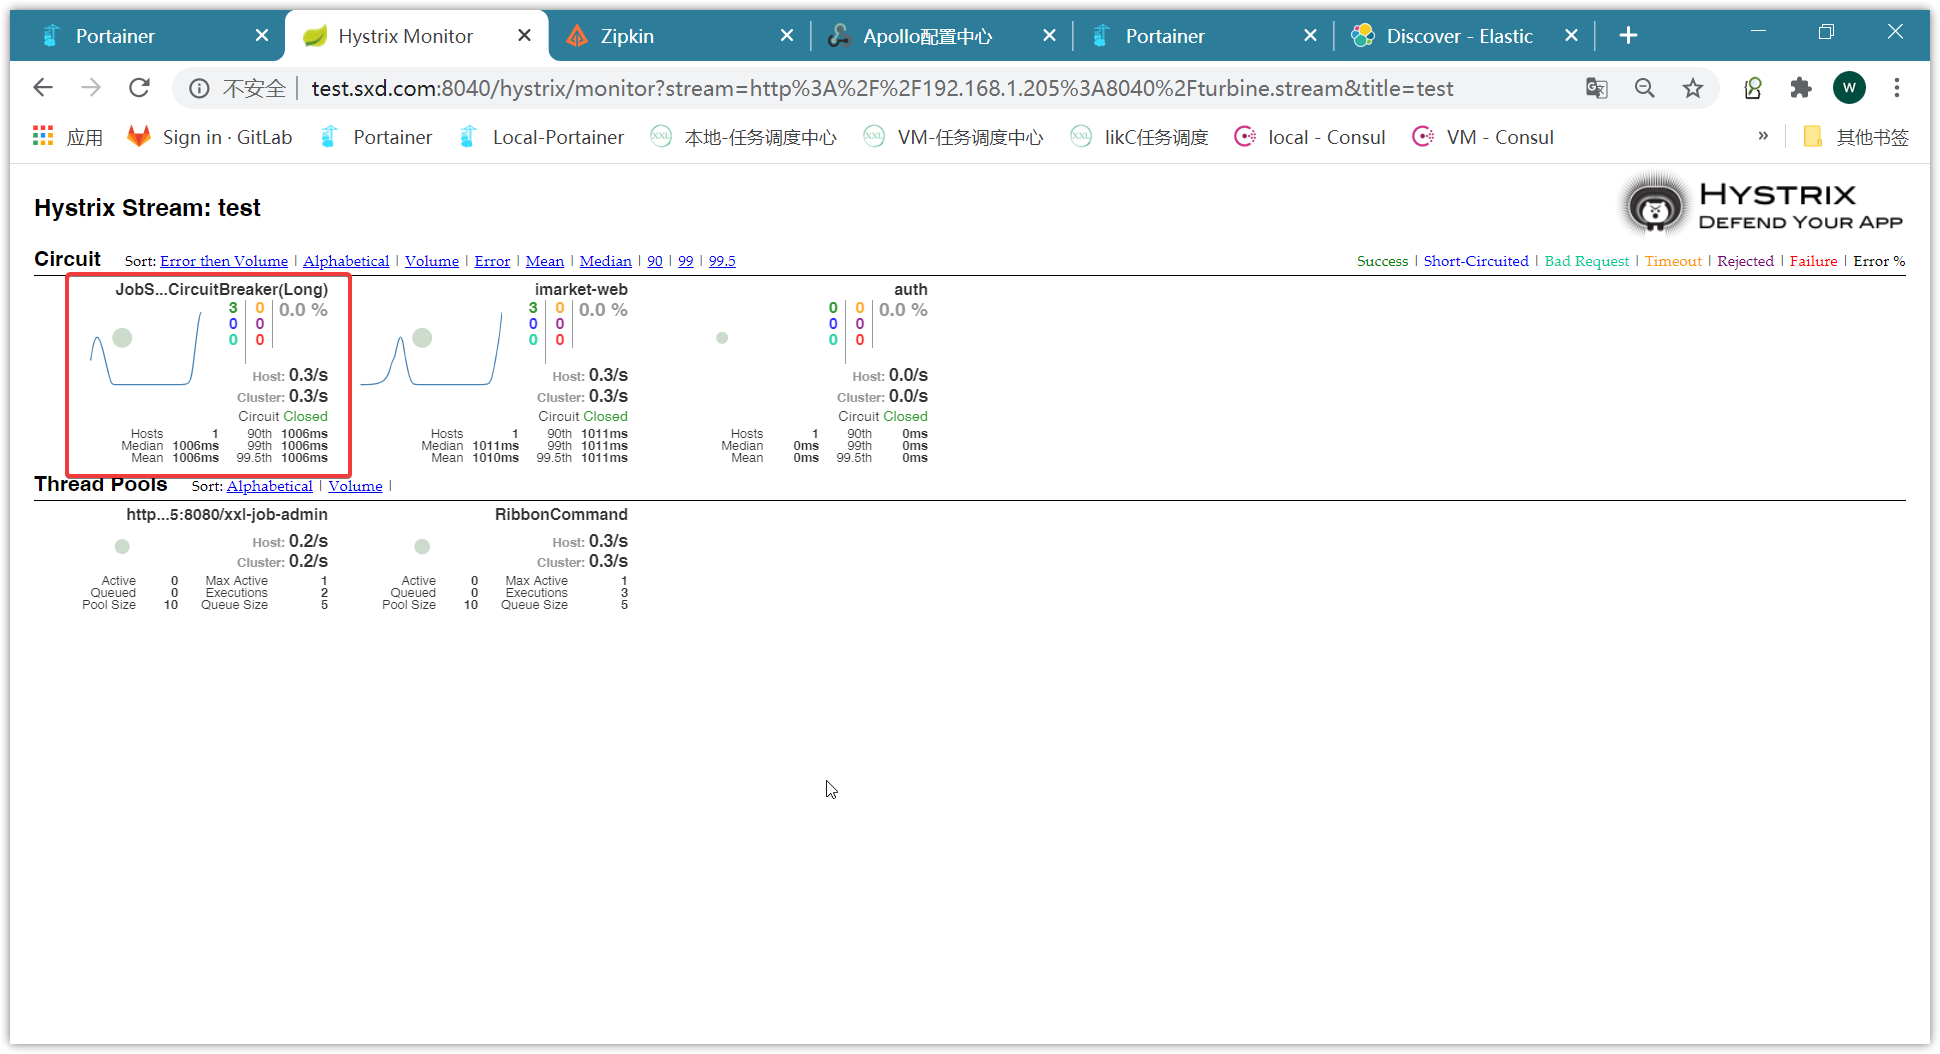 Portainer
Hystrix Monitor
Zipkin
Apollo配置中心
Portainer
Discover - Elastic
不安全 test.sxd.com:8040/hystrix/monitor?stream=http%3A%2F%2F192.168.1.205%3A8040%2Fturbine.stream&title=test
W
应用
Sign in · GitLab
Portainer
Local-Portainer
XXL 本地-任务调度中心
XXL VM-任务调度中心
XXL likC任务调度
local - Consul
VM - Consul
»
其他书签
Hystrix Stream: test
HYSTRIX
DEFEND YOUR APP
Circuit Sort: Error then Volume | Alphabetical | Volume | Error | Mean | Median | 90 | 99 | 99.5
Success | Short-Circuited | Bad Request | Timeout | Rejected | Failure | Error %
JobS...CircuitBreaker(Long)
3 0 0.0 %
0 0
0 0
Host: 0.3/s
Cluster: 0.3/s
Circuit Closed
Hosts 1 90th 1006ms
Median 1006ms 99th 1006ms
Mean 1006ms 99.5th 1006ms
imarket-web
3 0 0.0 %
0 0
0 0
Host: 0.3/s
Cluster: 0.3/s
Circuit Closed
Hosts 1 90th 1011ms
Median 1011ms 99th 1011ms
Mean 1010ms 99.5th 1011ms
auth
0 0 0.0 %
0 0
0 0
Host: 0.0/s
Cluster: 0.0/s
Circuit Closed
Hosts 1 90th 0ms
Median 0ms 99th 0ms
Mean 0ms 99.5th 0ms
Thread Pools Sort: Alphabetical | Volume |
http...5:8080/xxl-job-admin
Host: 0.2/s
Cluster: 0.2/s
Active 0 Max Active 1
Queued 0 Executions 2
Pool Size 10 Queue Size 5
RibbonCommand
Host: 0.3/s
Cluster: 0.3/s
Active 0 Max Active 1
Queued 0 Executions 3
Pool Size 10 Queue Size 5